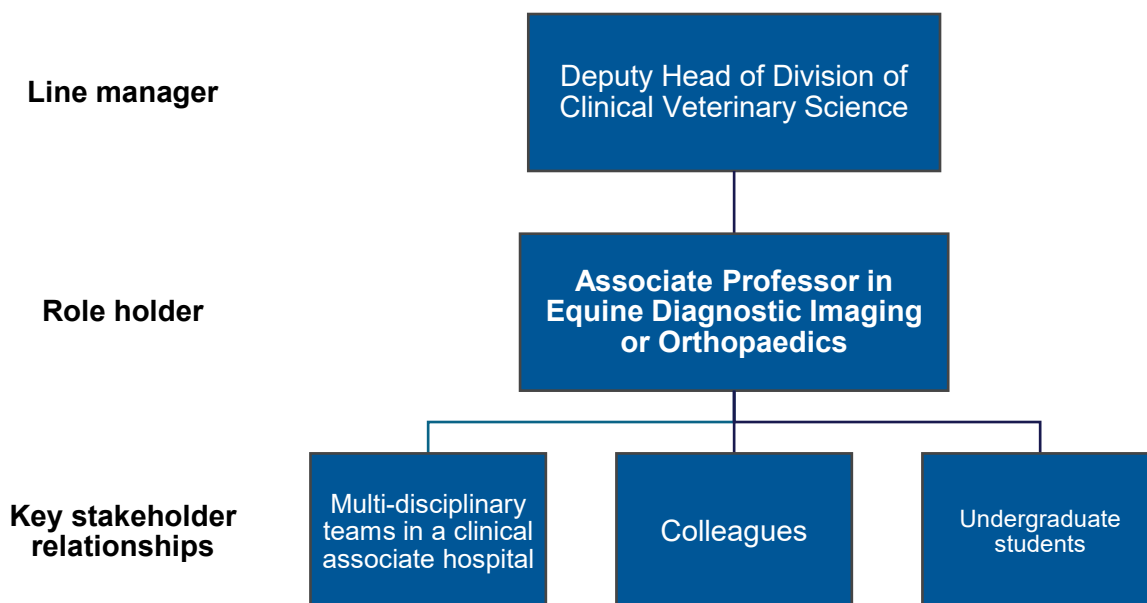 Line manager
Deputy Head of Division of
Clinical Veterinary Science
Role holder
Associate Professor in
Equine Diagnostic Imaging
or Orthopaedics
Key stakeholder
relationships
Multi-disciplinary
teams in a clinical
associate hospital
Colleagues
Undergraduate
students